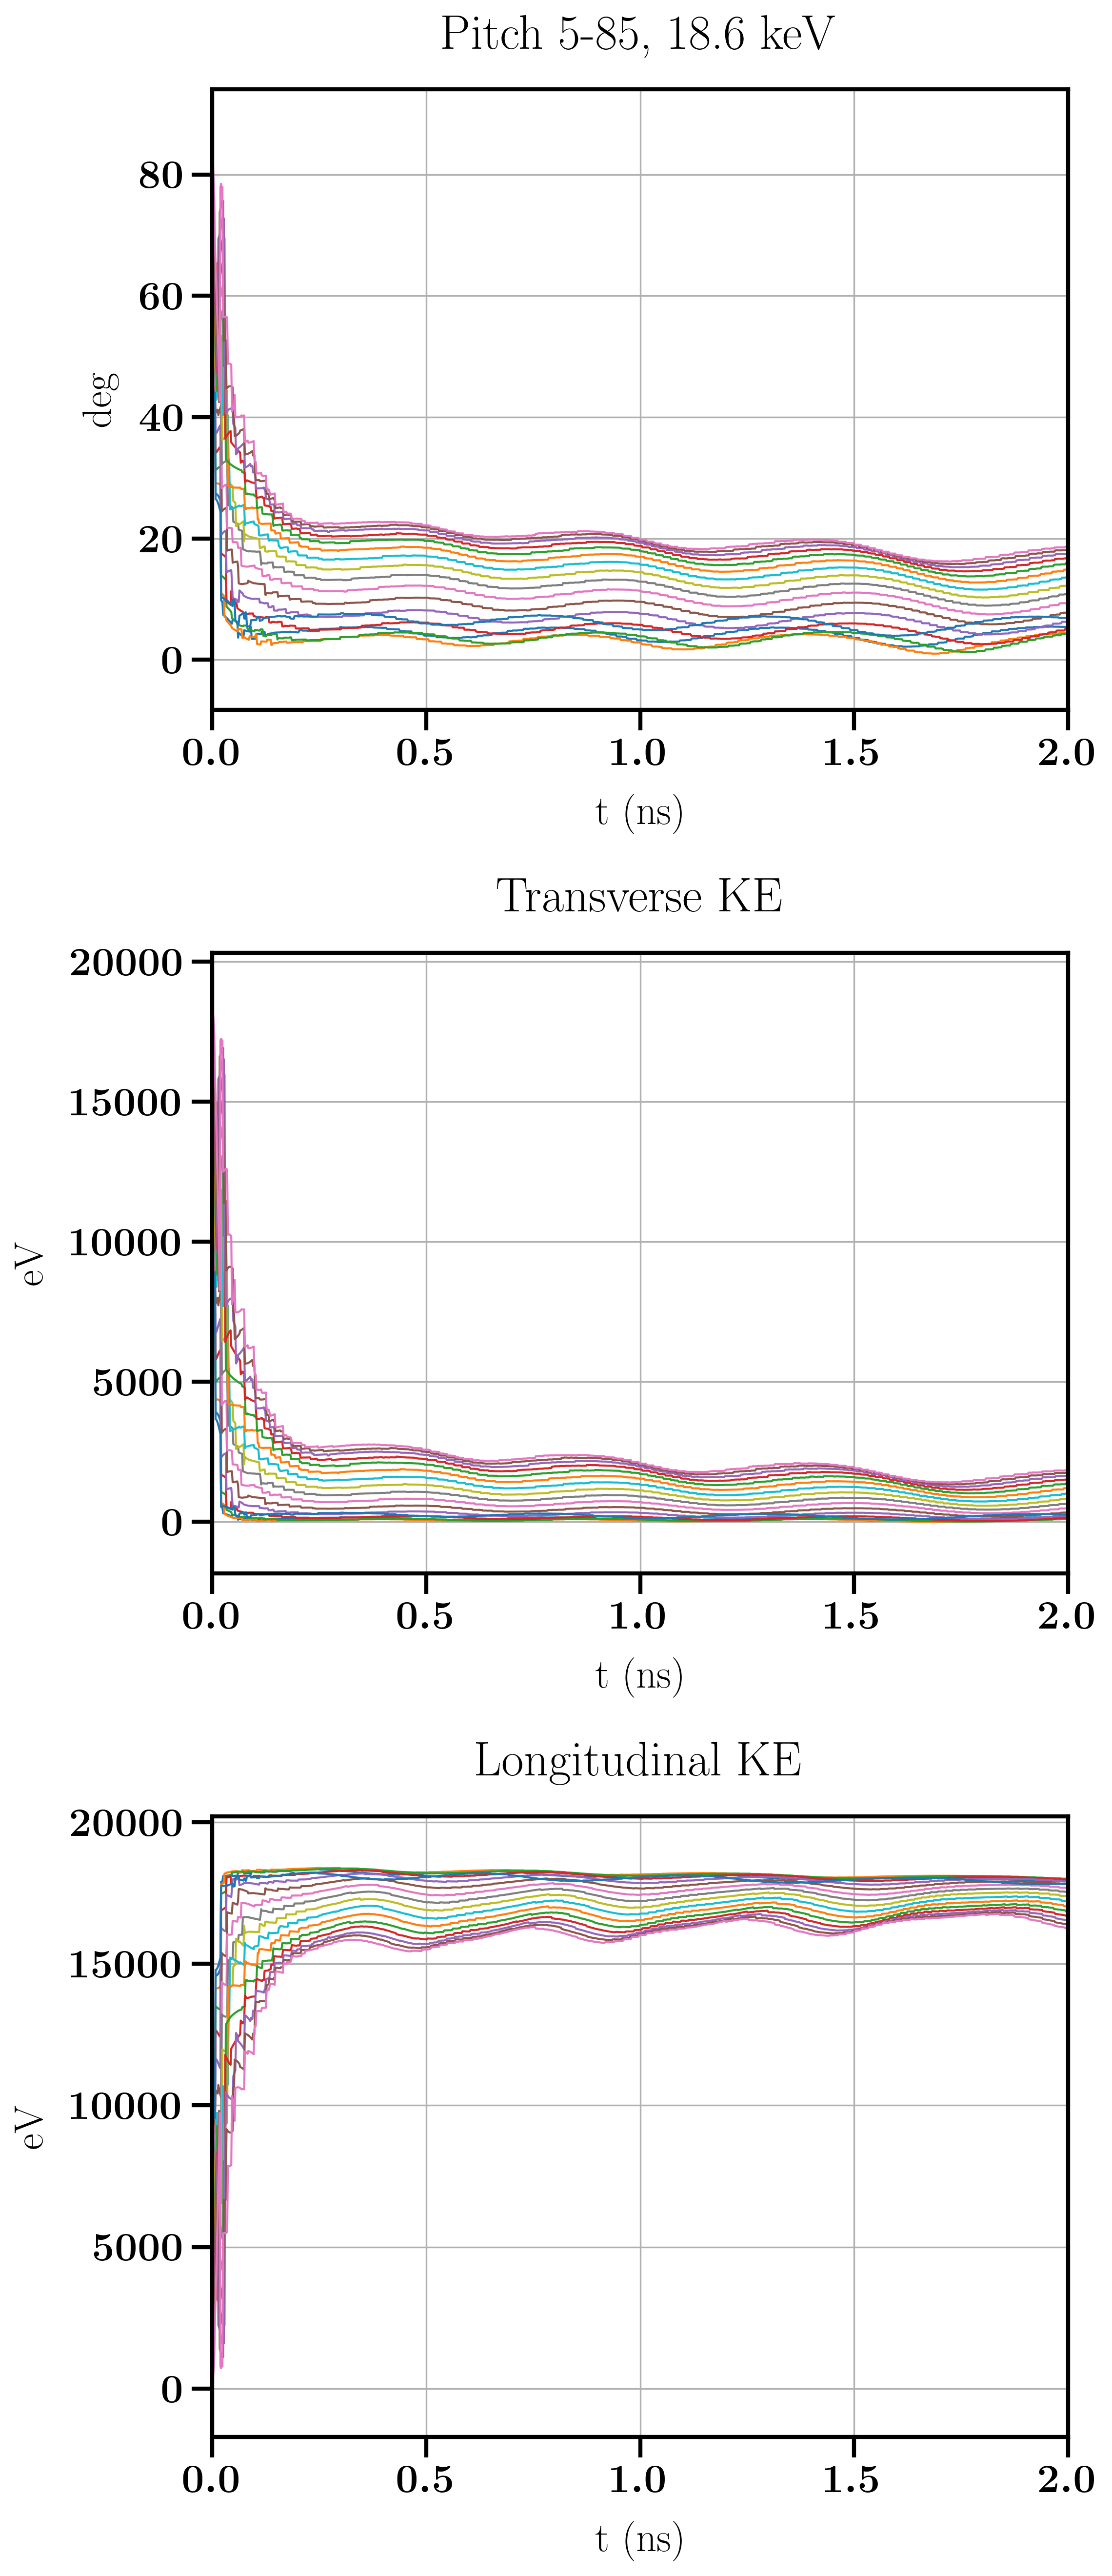 Pitch 5-85, 18.6 keV
80
60
40
20
0
deg
0.0 0.5 1.0 1.5 2.0
t (ns)
Transverse KE
20000
15000
10000
5000
0
eV
0.0 0.5 1.0 1.5 2.0
t (ns)
Longitudinal KE
20000
15000
10000
5000
0
eV
0.0 0.5 1.0 1.5 2.0
t (ns)